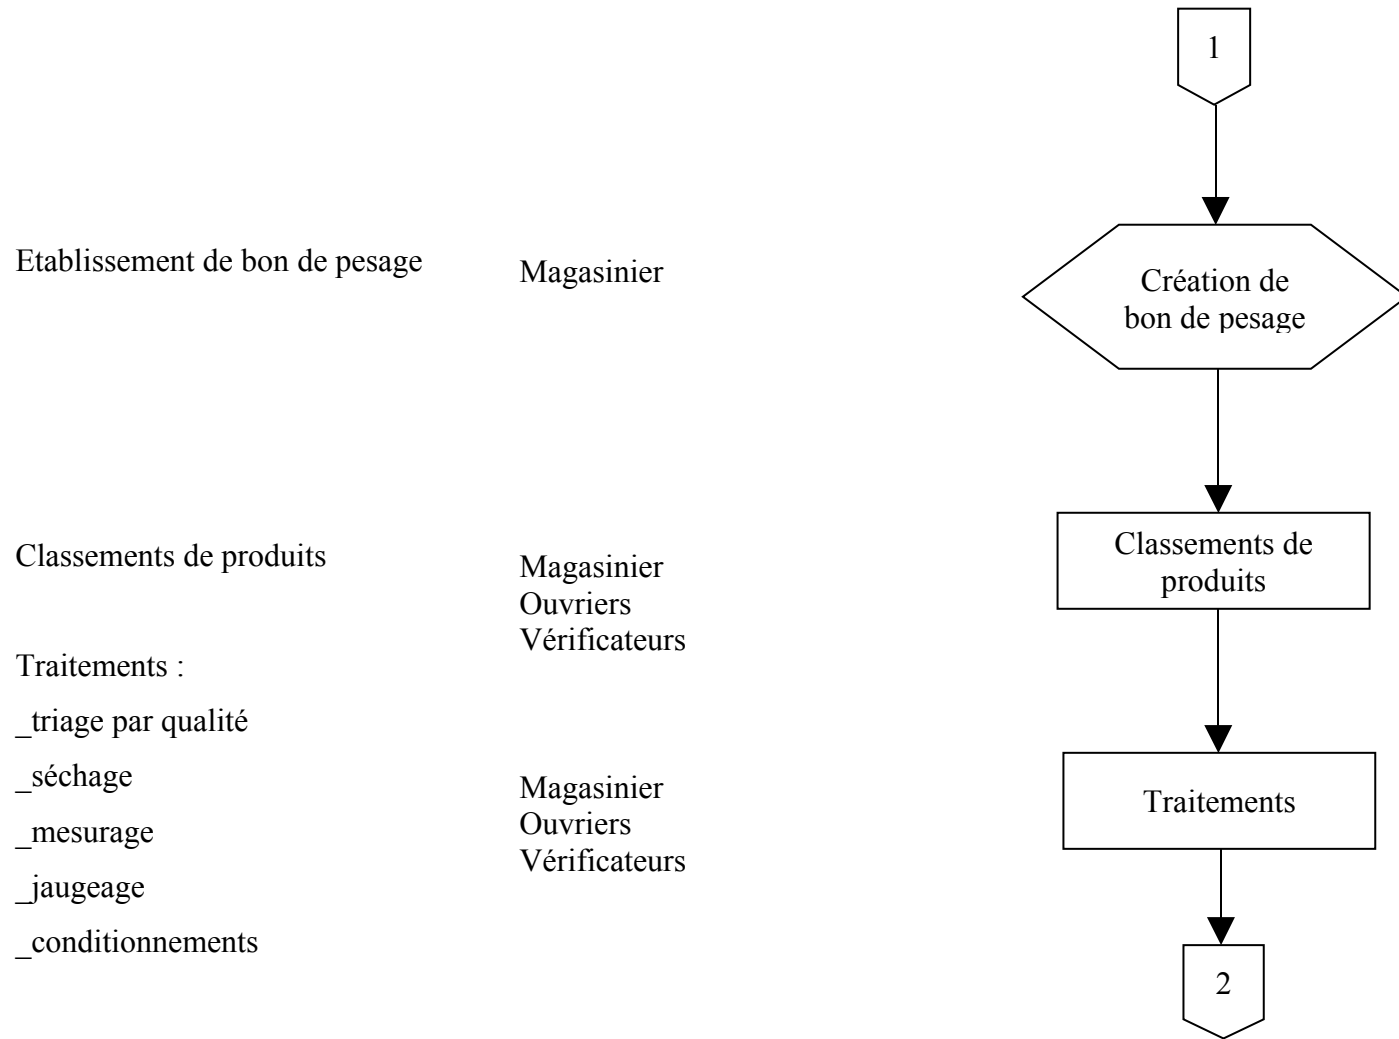 1
Etablissement de bon de pesage
Magasinier
Création de
bon de pesage
Classements de produits
Magasinier
Ouvriers
Vérificateurs
Classements de
produits
Traitements :
_triage par qualité
_séchage
_mesurage
_jaugeage
_conditionnements
Magasinier
Ouvriers
Vérificateurs
Traitements
2